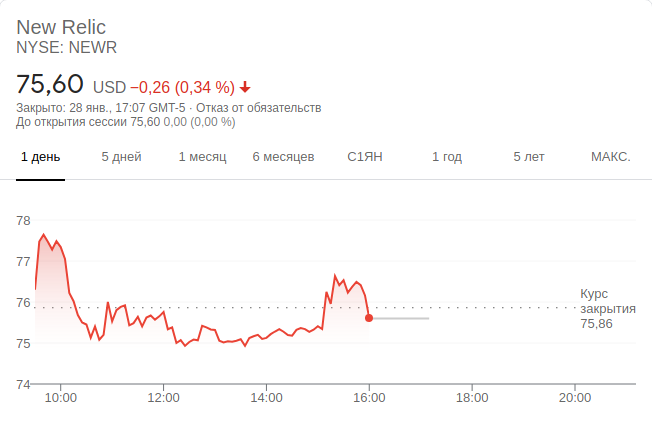 New Relic
NYSE: NEWR
75,60 USD −0,26 (0,34 %)
Закрыто: 28 янв., 17:07 GMT-5 · Отказ от обязательств
До открытия сессии 75,60 0,00 (0,00 %)
1 день 5 дней 1 месяц 6 месяцев С1ЯН 1 год 5 лет МАКС.
78
77
76
75
74
Курс
закрытия
75,86
10:00 12:00 14:00 16:00 18:00 20:00